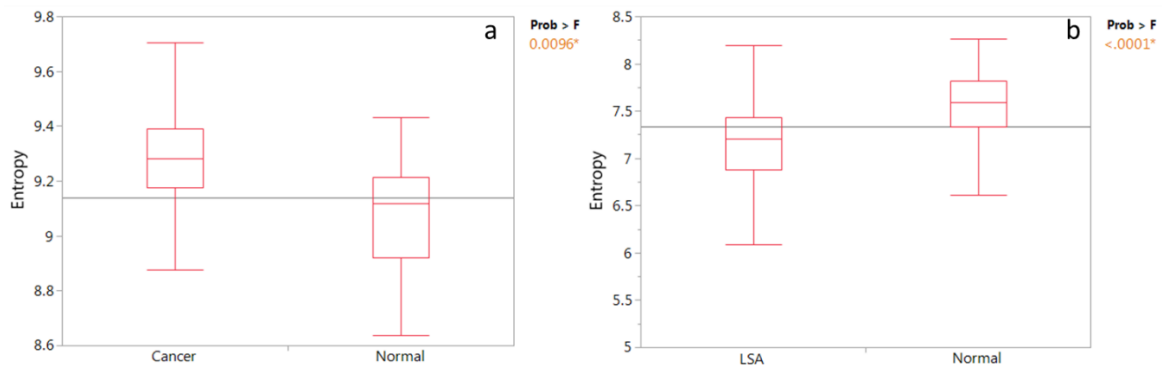 a
Prob > F
0.0096*
9.8
9.6
9.4
9.2
9
8.8
8.6
Entropy
Cancer
Normal
b
Prob > F
<.0001*
8.5
8
7.5
7
6.5
6
5.5
5
Entropy
LSA
Normal